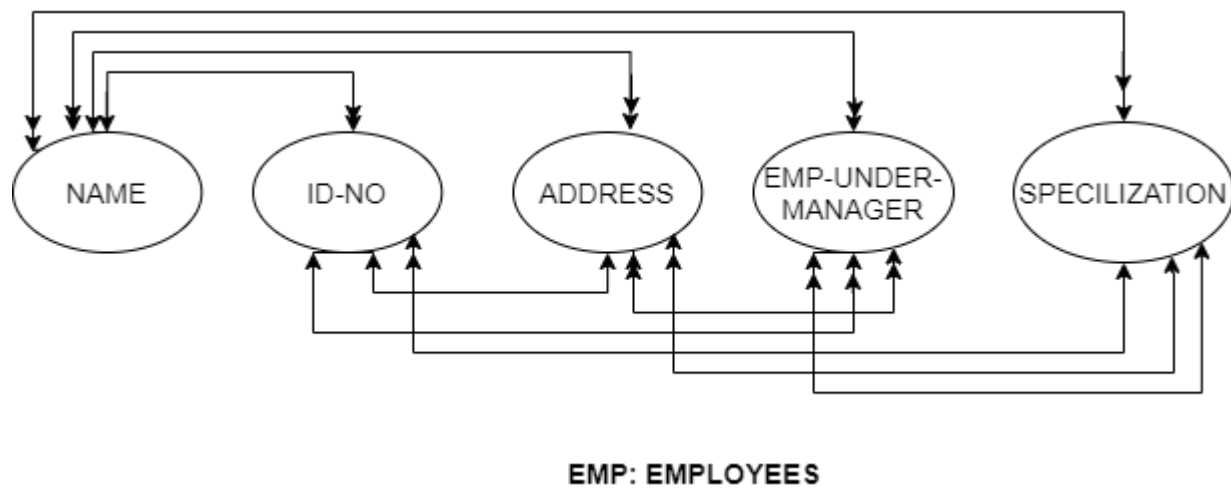 NAME
ID-NO
ADDRESS
EMP-UNDER-
MANAGER
SPECILIZATION
EMP: EMPLOYEES